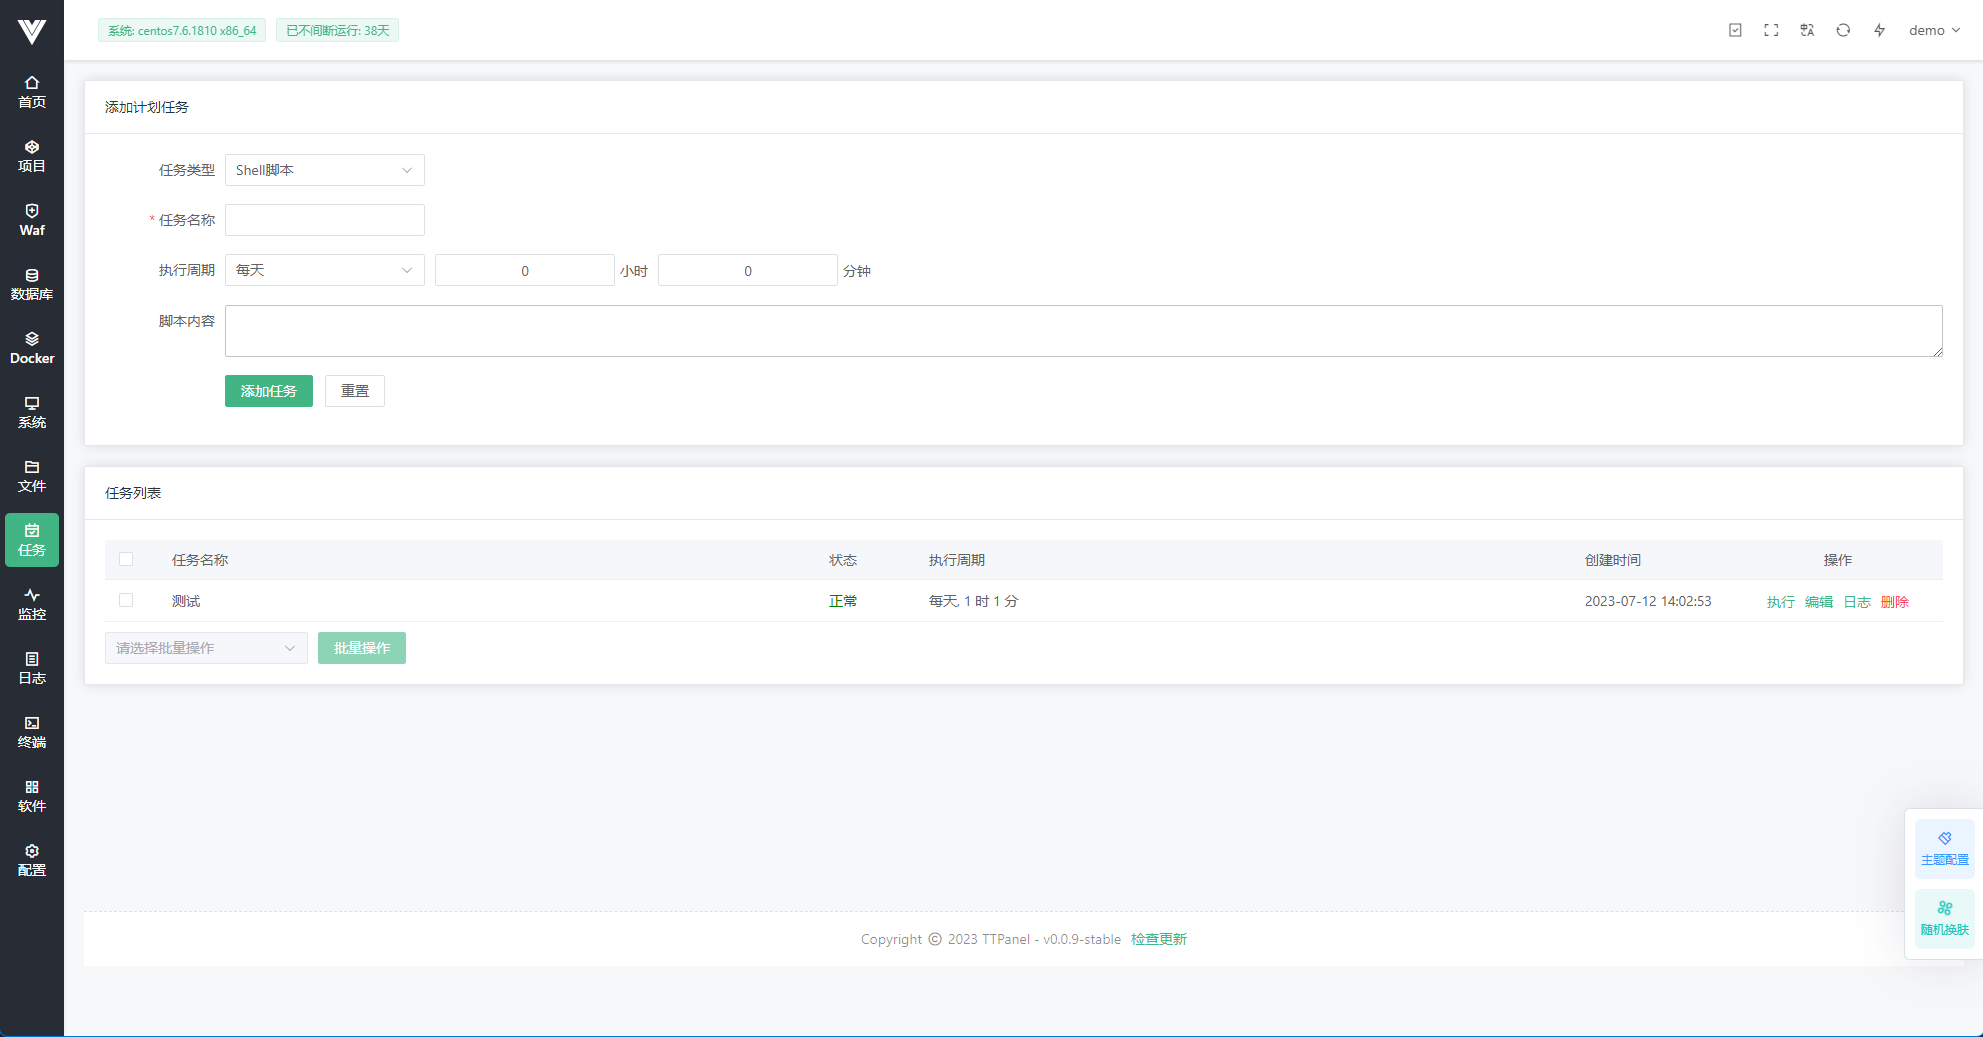 系统: centos7.6.1810 x86_64 已不间断运行: 38天 demo
首页
项目
Waf
数据库
Docker
系统
文件
任务
监控
日志
终端
软件
配置
添加计划任务
任务类型 Shell脚本
* 任务名称
执行周期 每天 0 小时 0 分钟
脚本内容
添加任务 重置
任务列表
任务名称 状态 执行周期 创建时间 操作
测试 正常 每天, 1 时 1 分 2023-07-12 14:02:53 执行 编辑 日志 删除
请选择批量操作 批量操作
主题配置
随机换肤
Copyright © 2023 TTPanel - v0.0.9-stable 检查更新